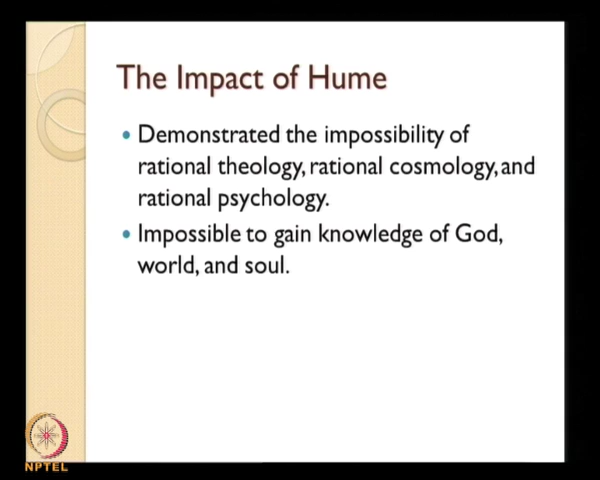 The Impact of Hume
• Demonstrated the impossibility of
rational theology, rational cosmology, and
rational psychology.
• Impossible to gain knowledge of God,
world, and soul.
NPTEL